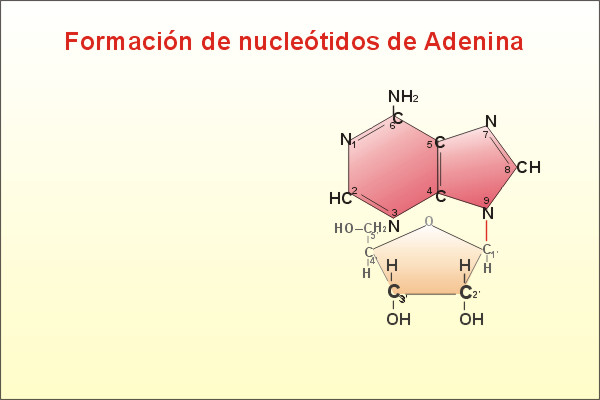 Formación de nucleótidos de Adenina
NH2
C
6
N
1
5
C
N
7
HC
2
4
C
8
CH
3
N
9
N
HO–C
5'
H2
O
C
4'
H
C
1'
H
H
C
3'
OH
H
C
2'
OH